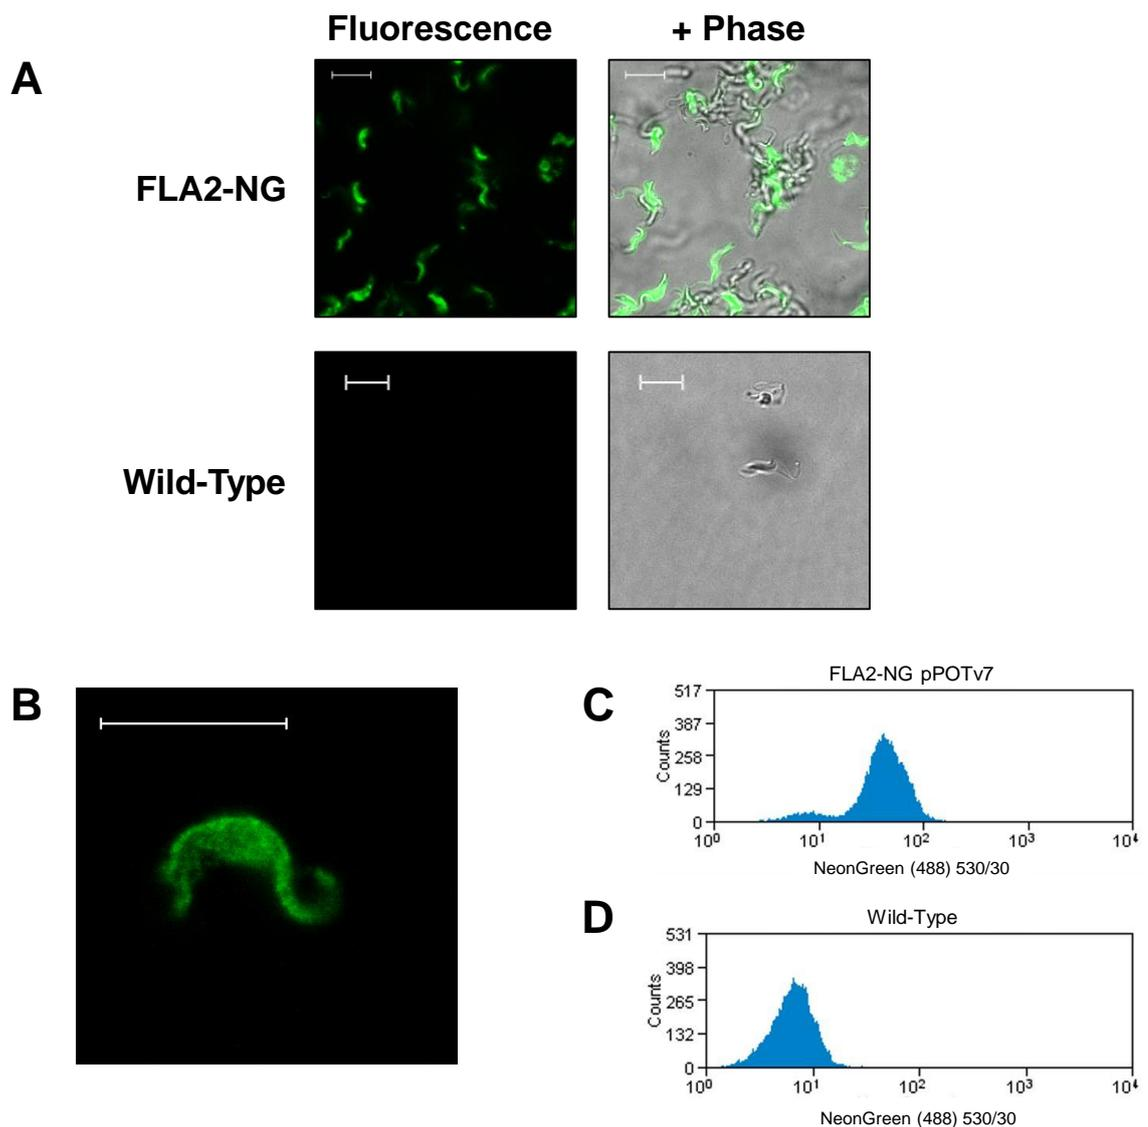 Fluorescence + Phase
A
FLA2-NG
Wild-Type
B
C
FLA2-NG pPOTv7
517
387
258
129
0
Counts
10⁰ 10¹ 10² 10³ 10⁴
NeonGreen (488) 530/30
D
Wild-Type
531
398
265
132
0
Counts
10⁰ 10¹ 10² 10³ 10⁴
NeonGreen (488) 530/30